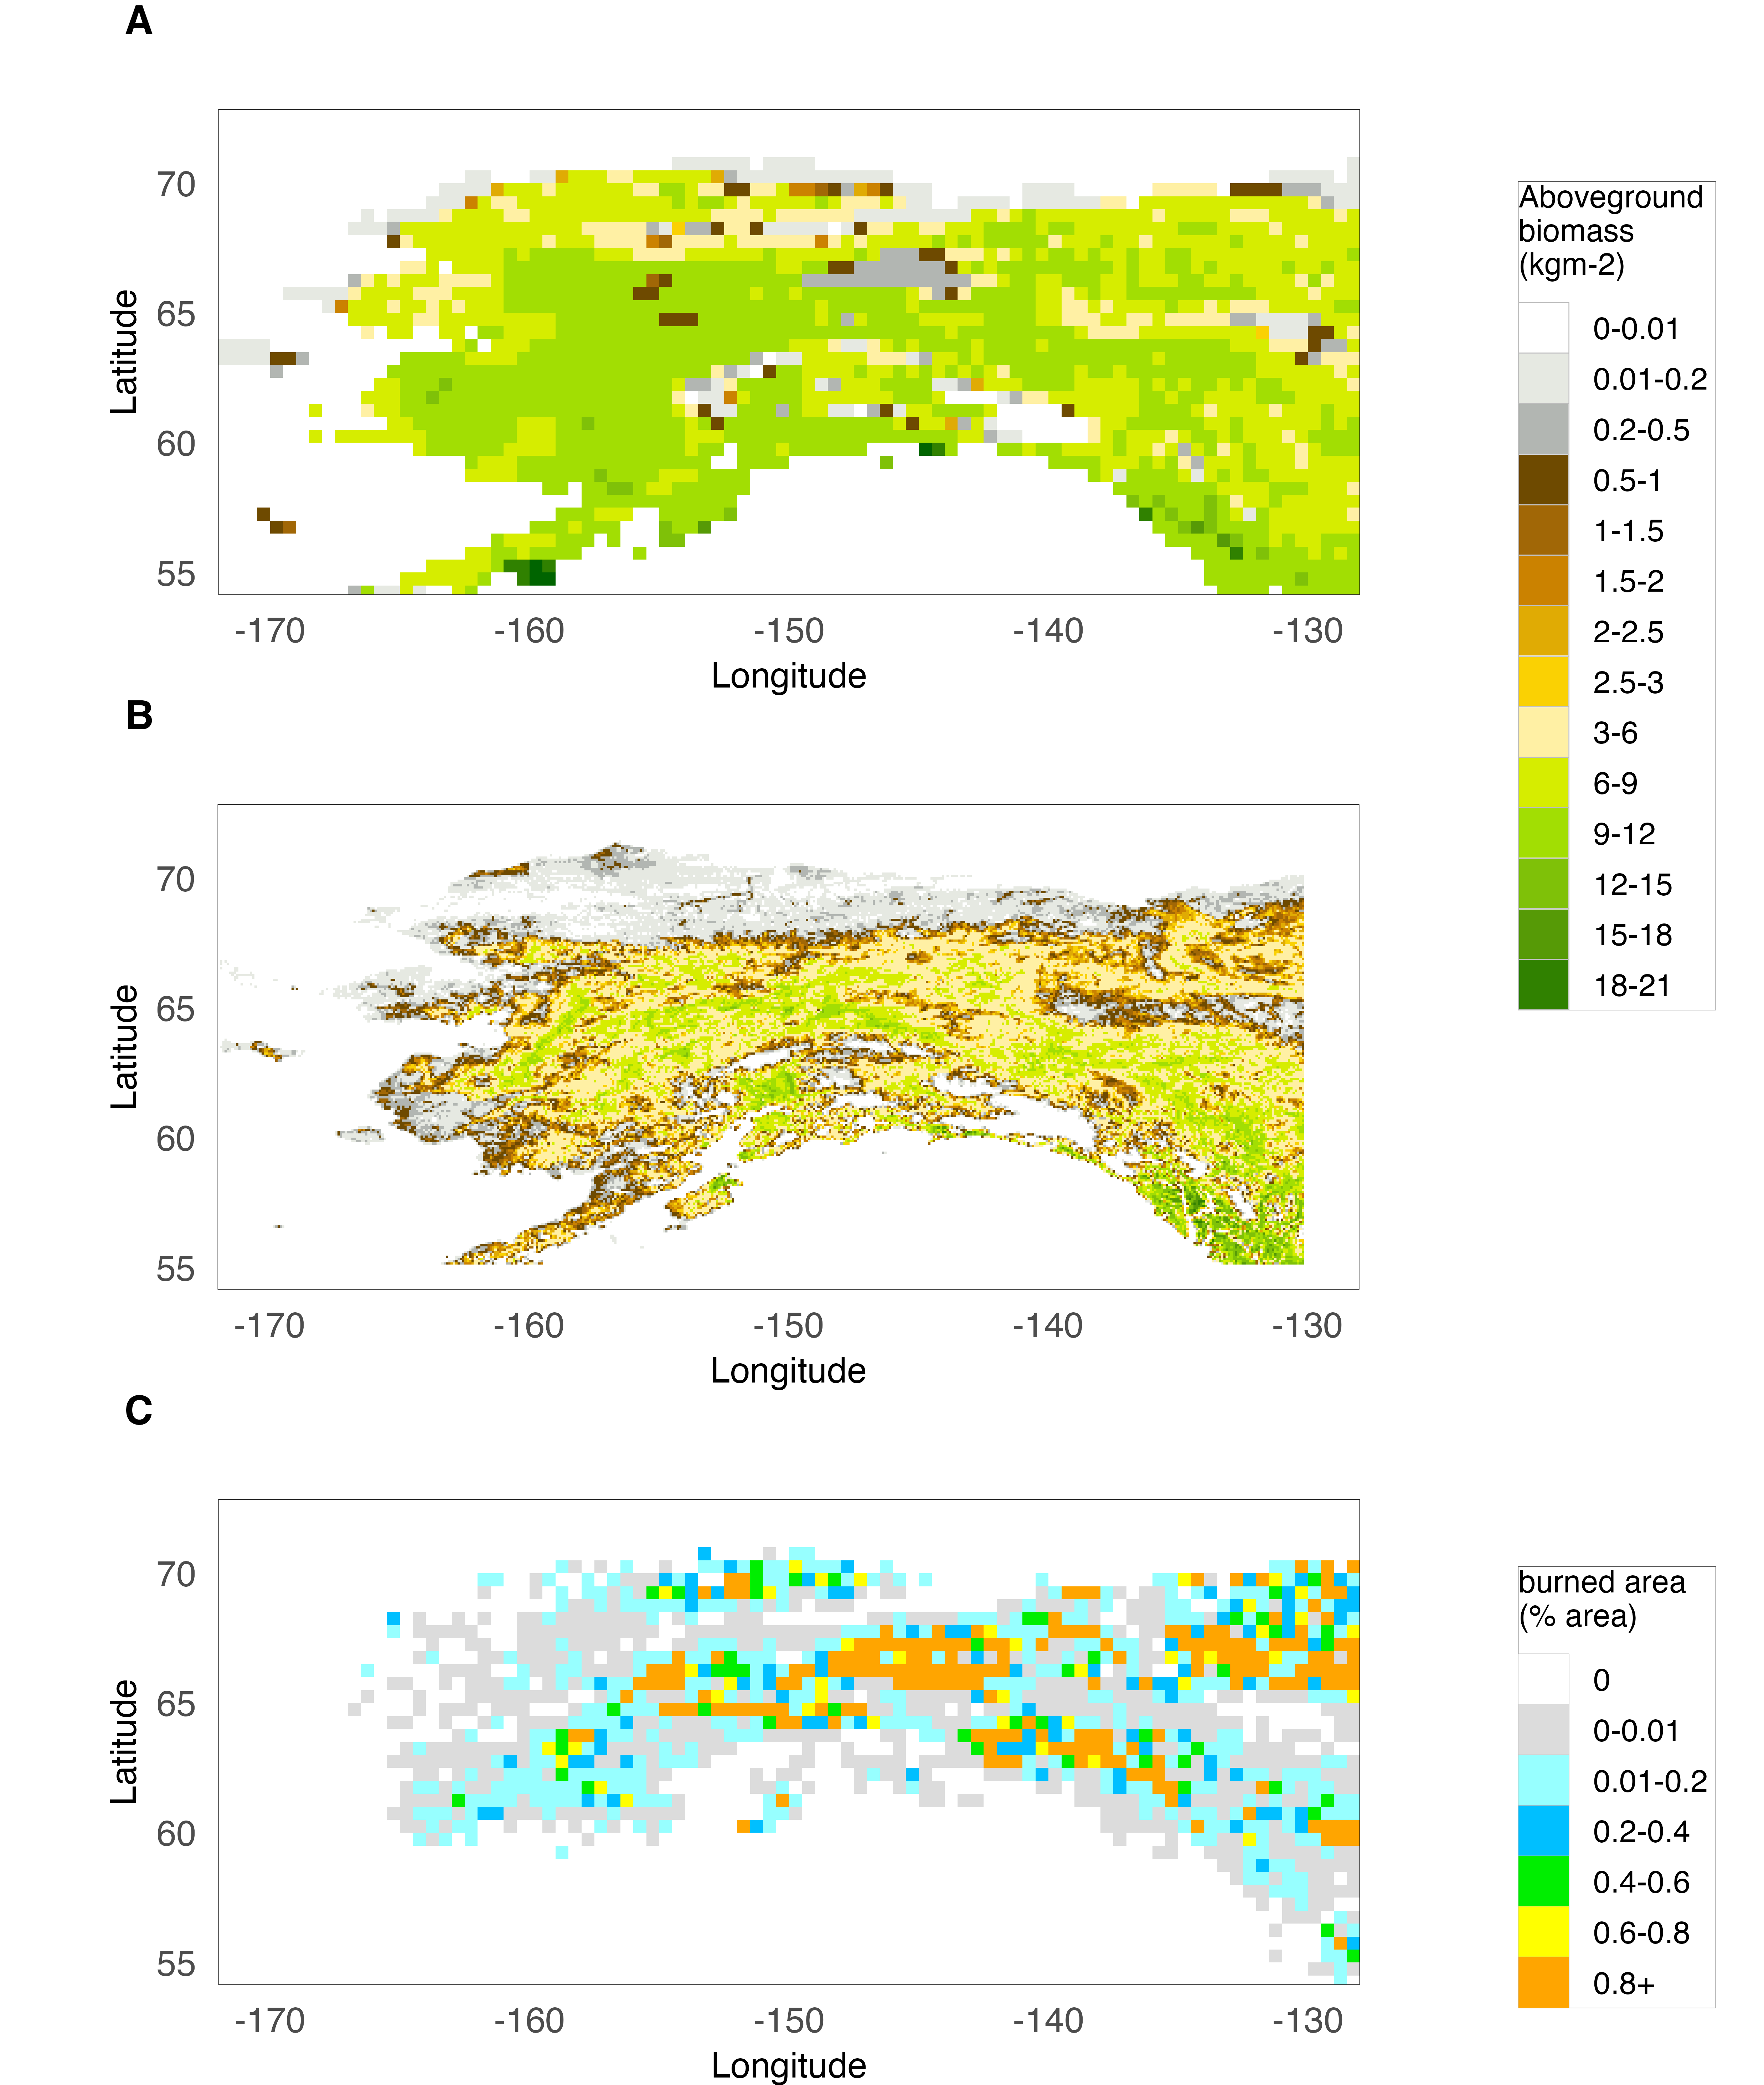 A
70
65
60
55
Latitude
-170 -160 -150 -140 -130
Longitude
Aboveground
biomass
(kgm-2)
0-0.01
0.01-0.2
0.2-0.5
0.5-1
1-1.5
1.5-2
2-2.5
2.5-3
3-6
6-9
9-12
12-15
15-18
18-21
B
70
65
60
55
Latitude
-170 -160 -150 -140 -130
Longitude
C
70
65
60
55
Latitude
-170 -160 -150 -140 -130
Longitude
burned area
(% area)
0
0-0.01
0.01-0.2
0.2-0.4
0.4-0.6
0.6-0.8
0.8+